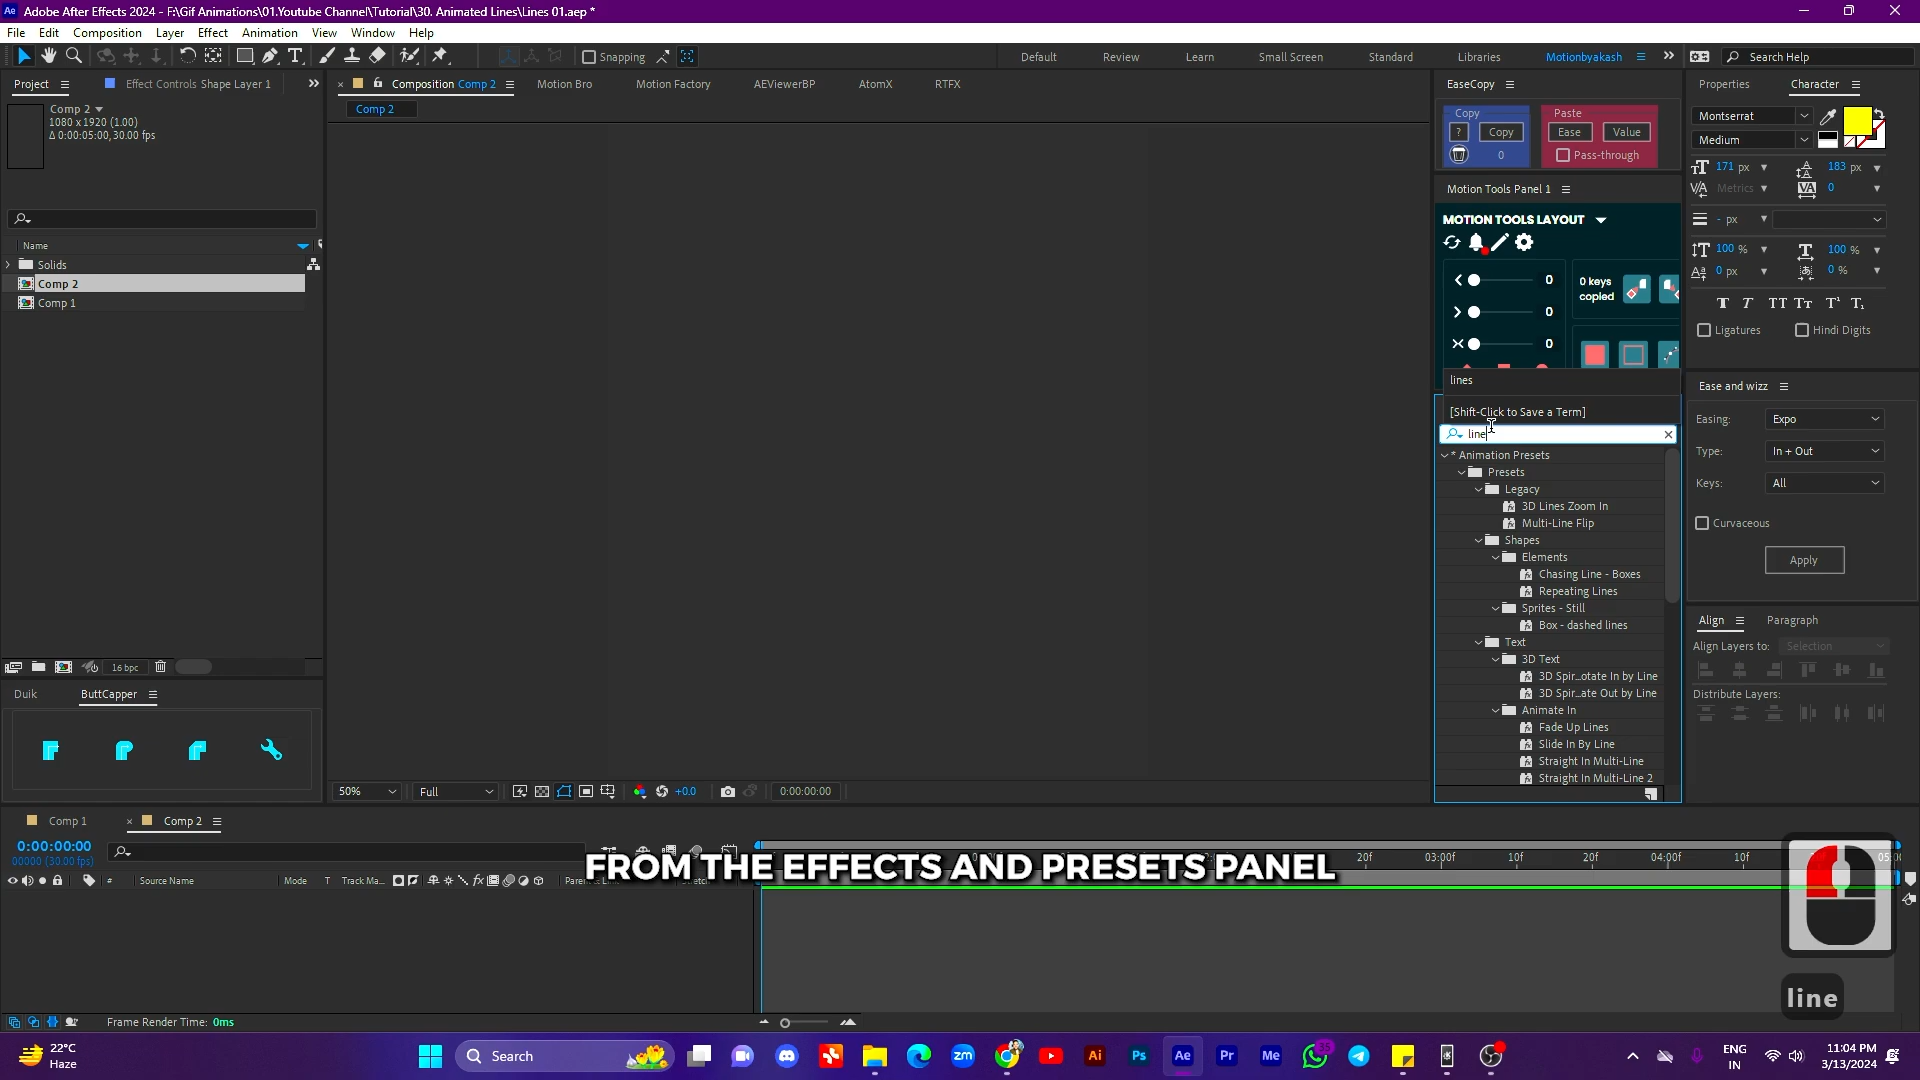 Ae Adobe After Effects 2024 - F:\Gif Animations\01.Youtube Channel\Tutorial\30. Animated Lines\Lines 01.aep *
File Edit Composition Layer Effect Animation View Window Help
Snapping Default Review Learn Small Screen Standard Libraries Motionbyakash Search Help
Project Effect Controls Shape Layer 1 Composition Comp 2 Motion Bro Motion Factory AEViewerBP AtomX RTFX EaseCopy Properties Character
Comp 2
Comp 2
1080 x 1920 (1.00)
Δ 0:00:05:00, 30.00 fps
Copy Paste
? Copy Ease Value
0 Pass-through
Montserrat
Medium
171 px 183 px
Metrics 0
- px
100 % 100 %
0 px 0 %
Ligatures Hindi Digits
Motion Tools Panel 1
MOTION TOOLS LAYOUT
0
0
0
0 keys
copied
Name
Solids
Comp 2
Comp 1
lines
[Shift-Click to Save a Term]
line
* Animation Presets
Presets
Legacy
3D Lines Zoom In
Multi-Line Flip
Shapes
Elements
Chasing Line - Boxes
Repeating Lines
Sprites - Still
Box - dashed lines
Text
3D Text
3D Spir...otate In by Line
3D Spir...ate Out by Line
Animate In
Fade Up Lines
Slide In By Line
Straight In Multi-Line
Straight In Multi-Line 2
Ease and wizz
Easing: Expo
Type: In + Out
Keys: All
Curvaceous
Apply
Align Paragraph
Align Layers to: Selection
Distribute Layers:
16 bpc
Duik ButtCapper
50% Full +0.0 0:00:00:00
Comp 1 Comp 2
0:00:00:00
00000 (30.00 fps)
20f 03:00f 10f 20f 04:00f 10f
# Source Name Mode T Track Ma...
FROM THE EFFECTS AND PRESETS PANEL
line
Frame Render Time: 0ms
22°C
Haze
Search
zm Ai Ps Ae Pr Me 35
ENG
IN
11:04 PM
3/13/2024